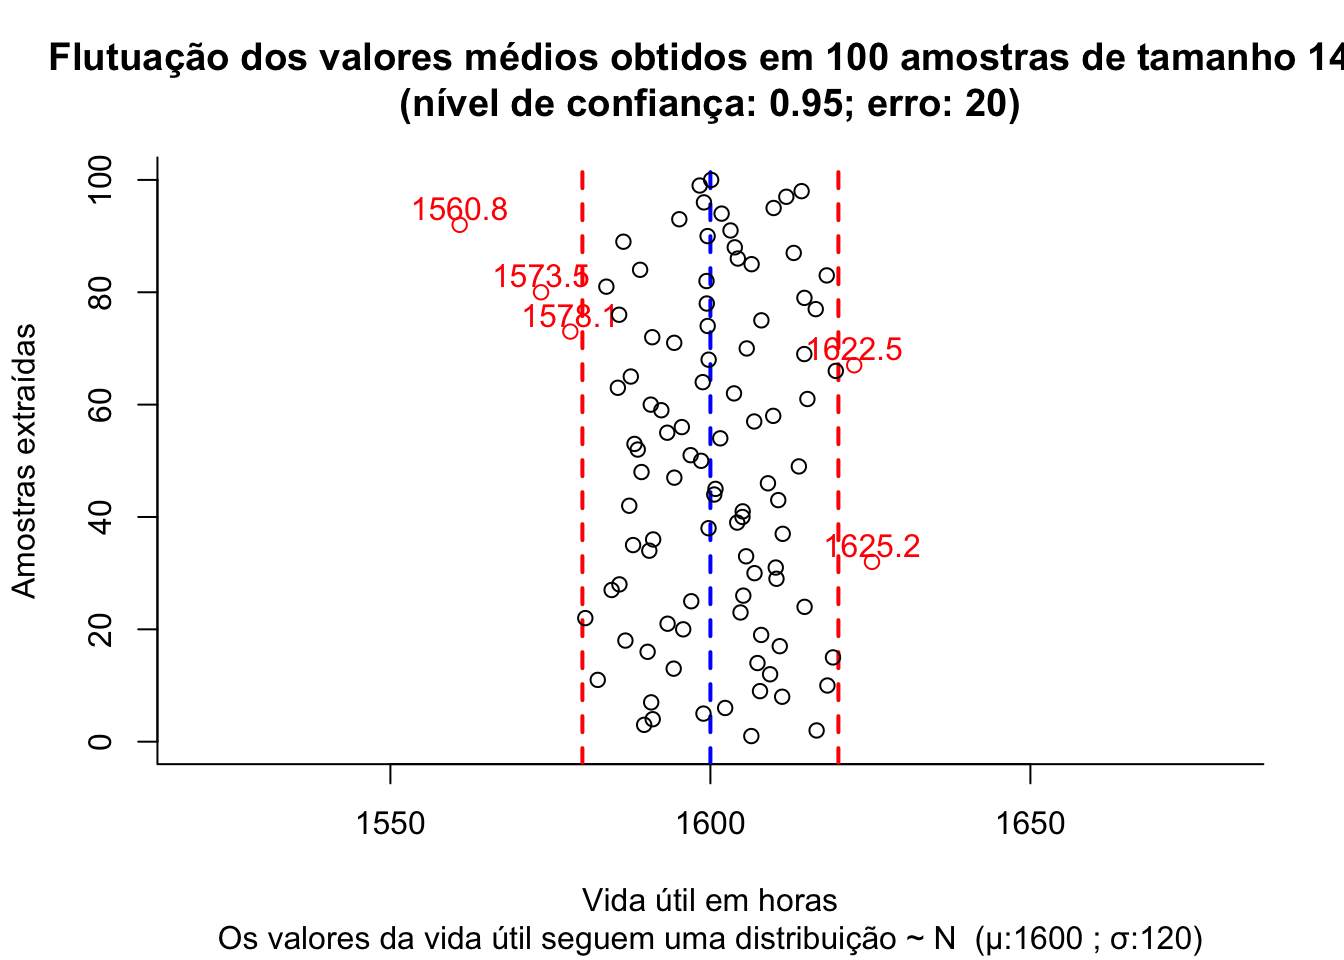 Flutuação dos valores médios obtidos em 100 amostras de tamanho 14
(nível de confiança: 0.95; erro: 20)
Amostras extraídas
100
80
60
40
20
0
1560.8
1573.5
1578.1
1622.5
1625.2
1550
1600
1650
Vida útil em horas
Os valores da vida útil seguem uma distribuição ~ N (μ:1600 ; σ:120)